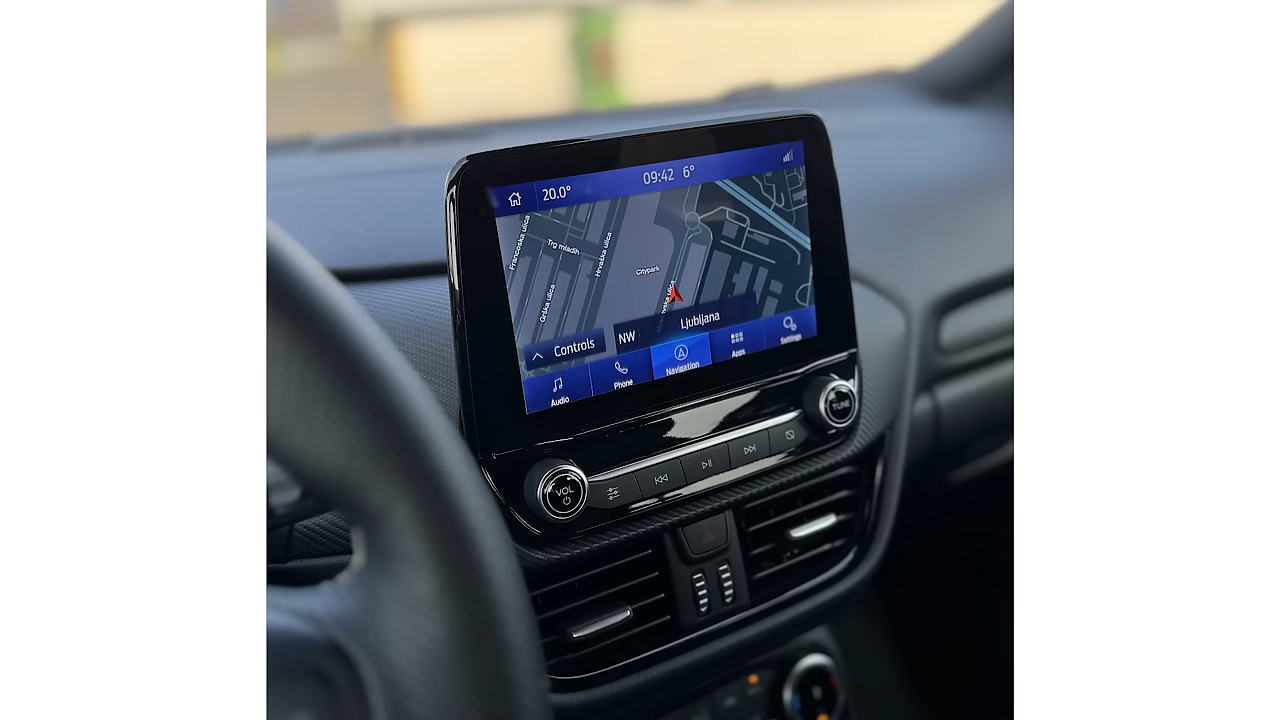 20.0°
09:42 6°
Francoska ulica
Trg mladih
Hrvaška ulica
Grška ulica
Citypark
Controls
NW
Ljubljana
Audio
Phone
Navigation
Apps
Settings
VOL
TUNE